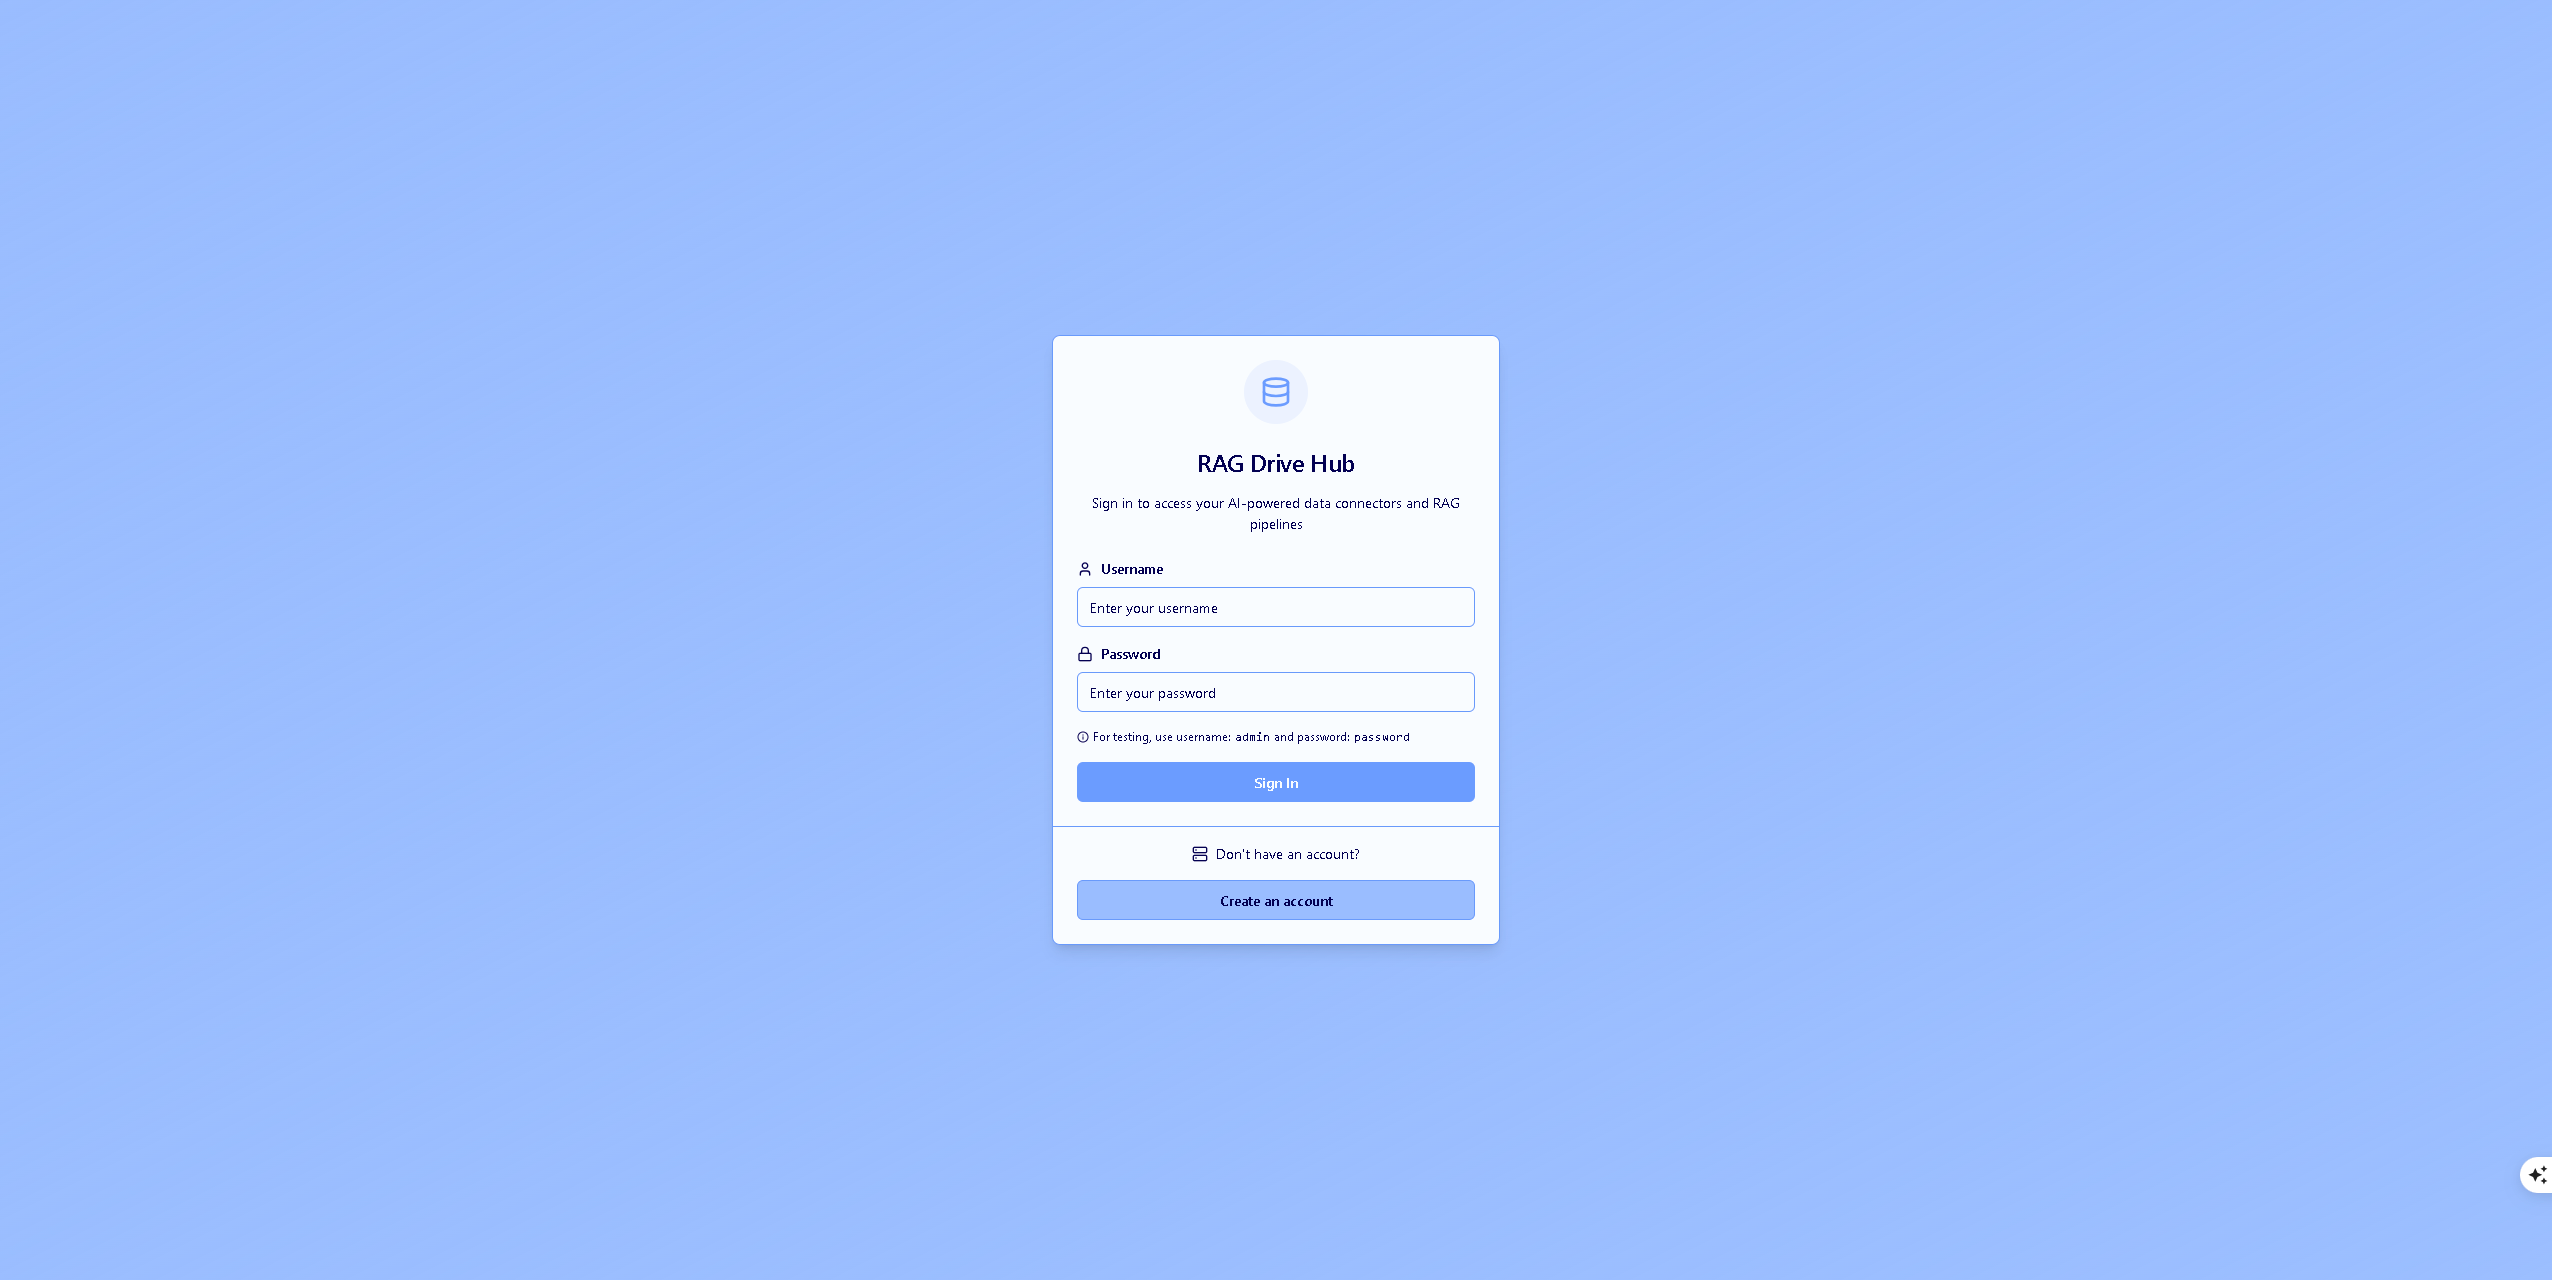 RAG Drive Hub
Sign in to access your AI-powered data connectors and RAG
pipelines
Username
Enter your username
Password
Enter your password
For testing, use username: admin and password: password
Sign In
Don't have an account?
Create an account